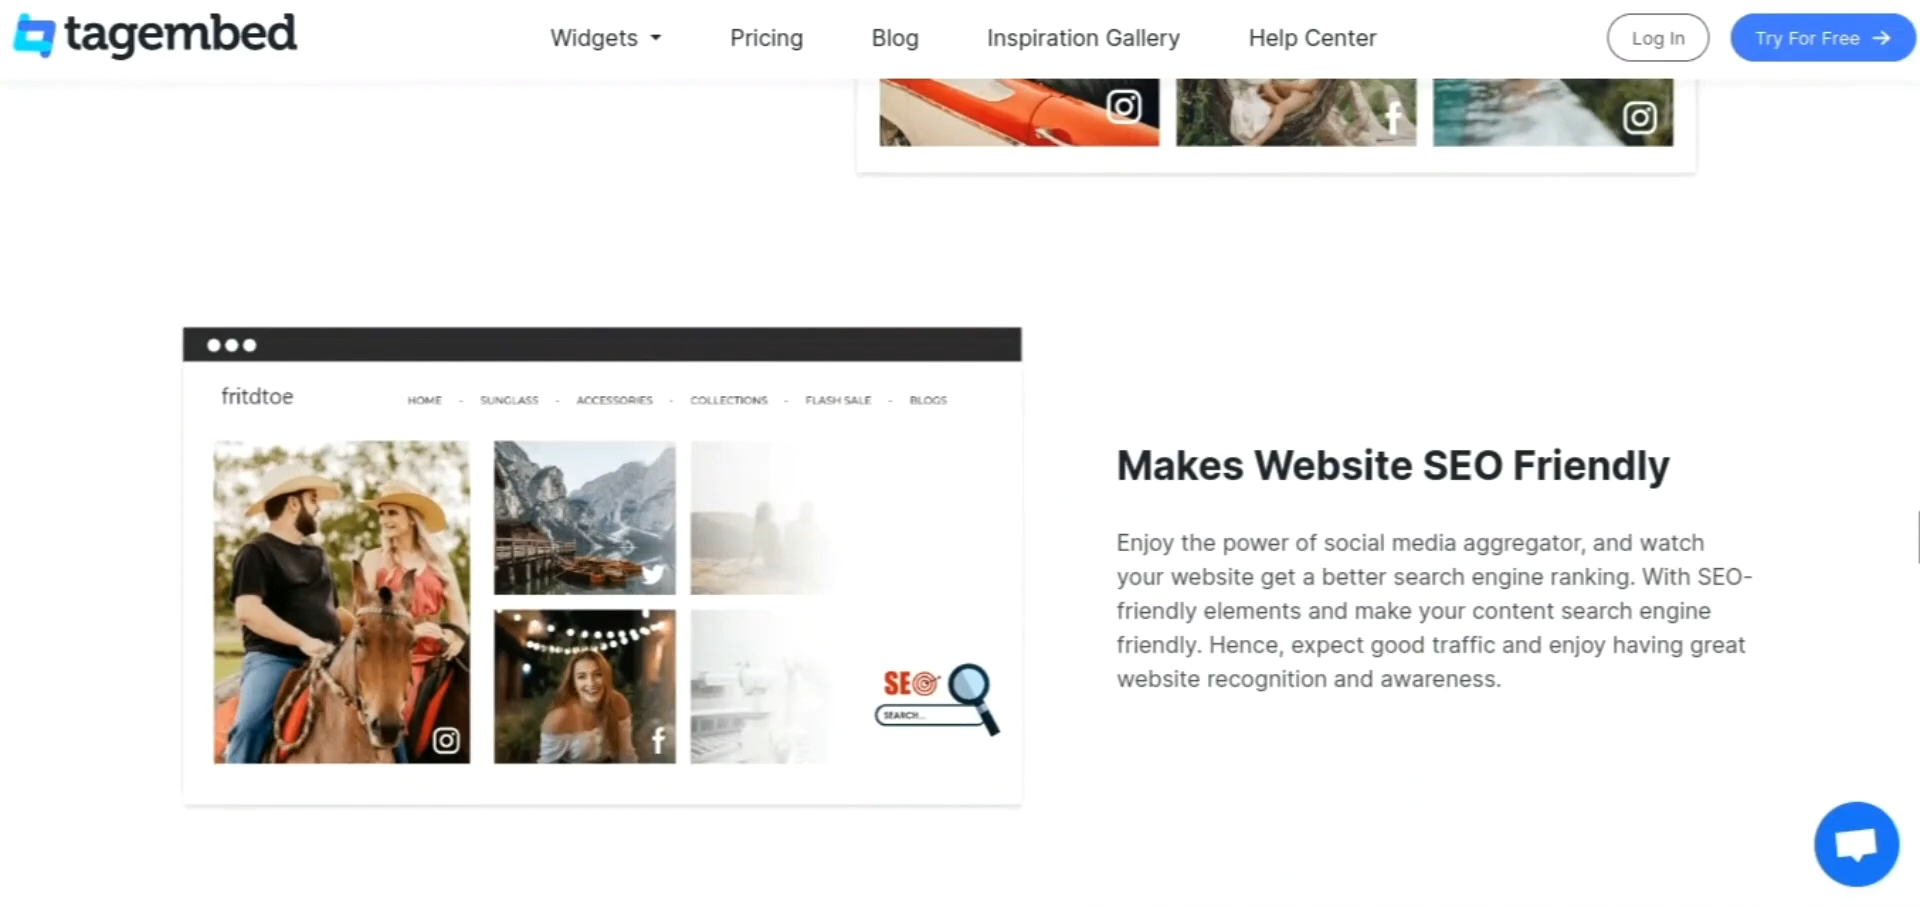 tagembed
Widgets Pricing Blog Inspiration Gallery Help Center Log In Try For Free →
fritdtoe
HOME - SUNGLASS - ACCESSORIES - COLLECTIONS - FLASH SALE - BLOGS
Makes Website SEO Friendly
Enjoy the power of social media aggregator, and watch
your website get a better search engine ranking. With SEO-
friendly elements and make your content search engine
friendly. Hence, expect good traffic and enjoy having great
website recognition and awareness.
SEO
SEARCH...